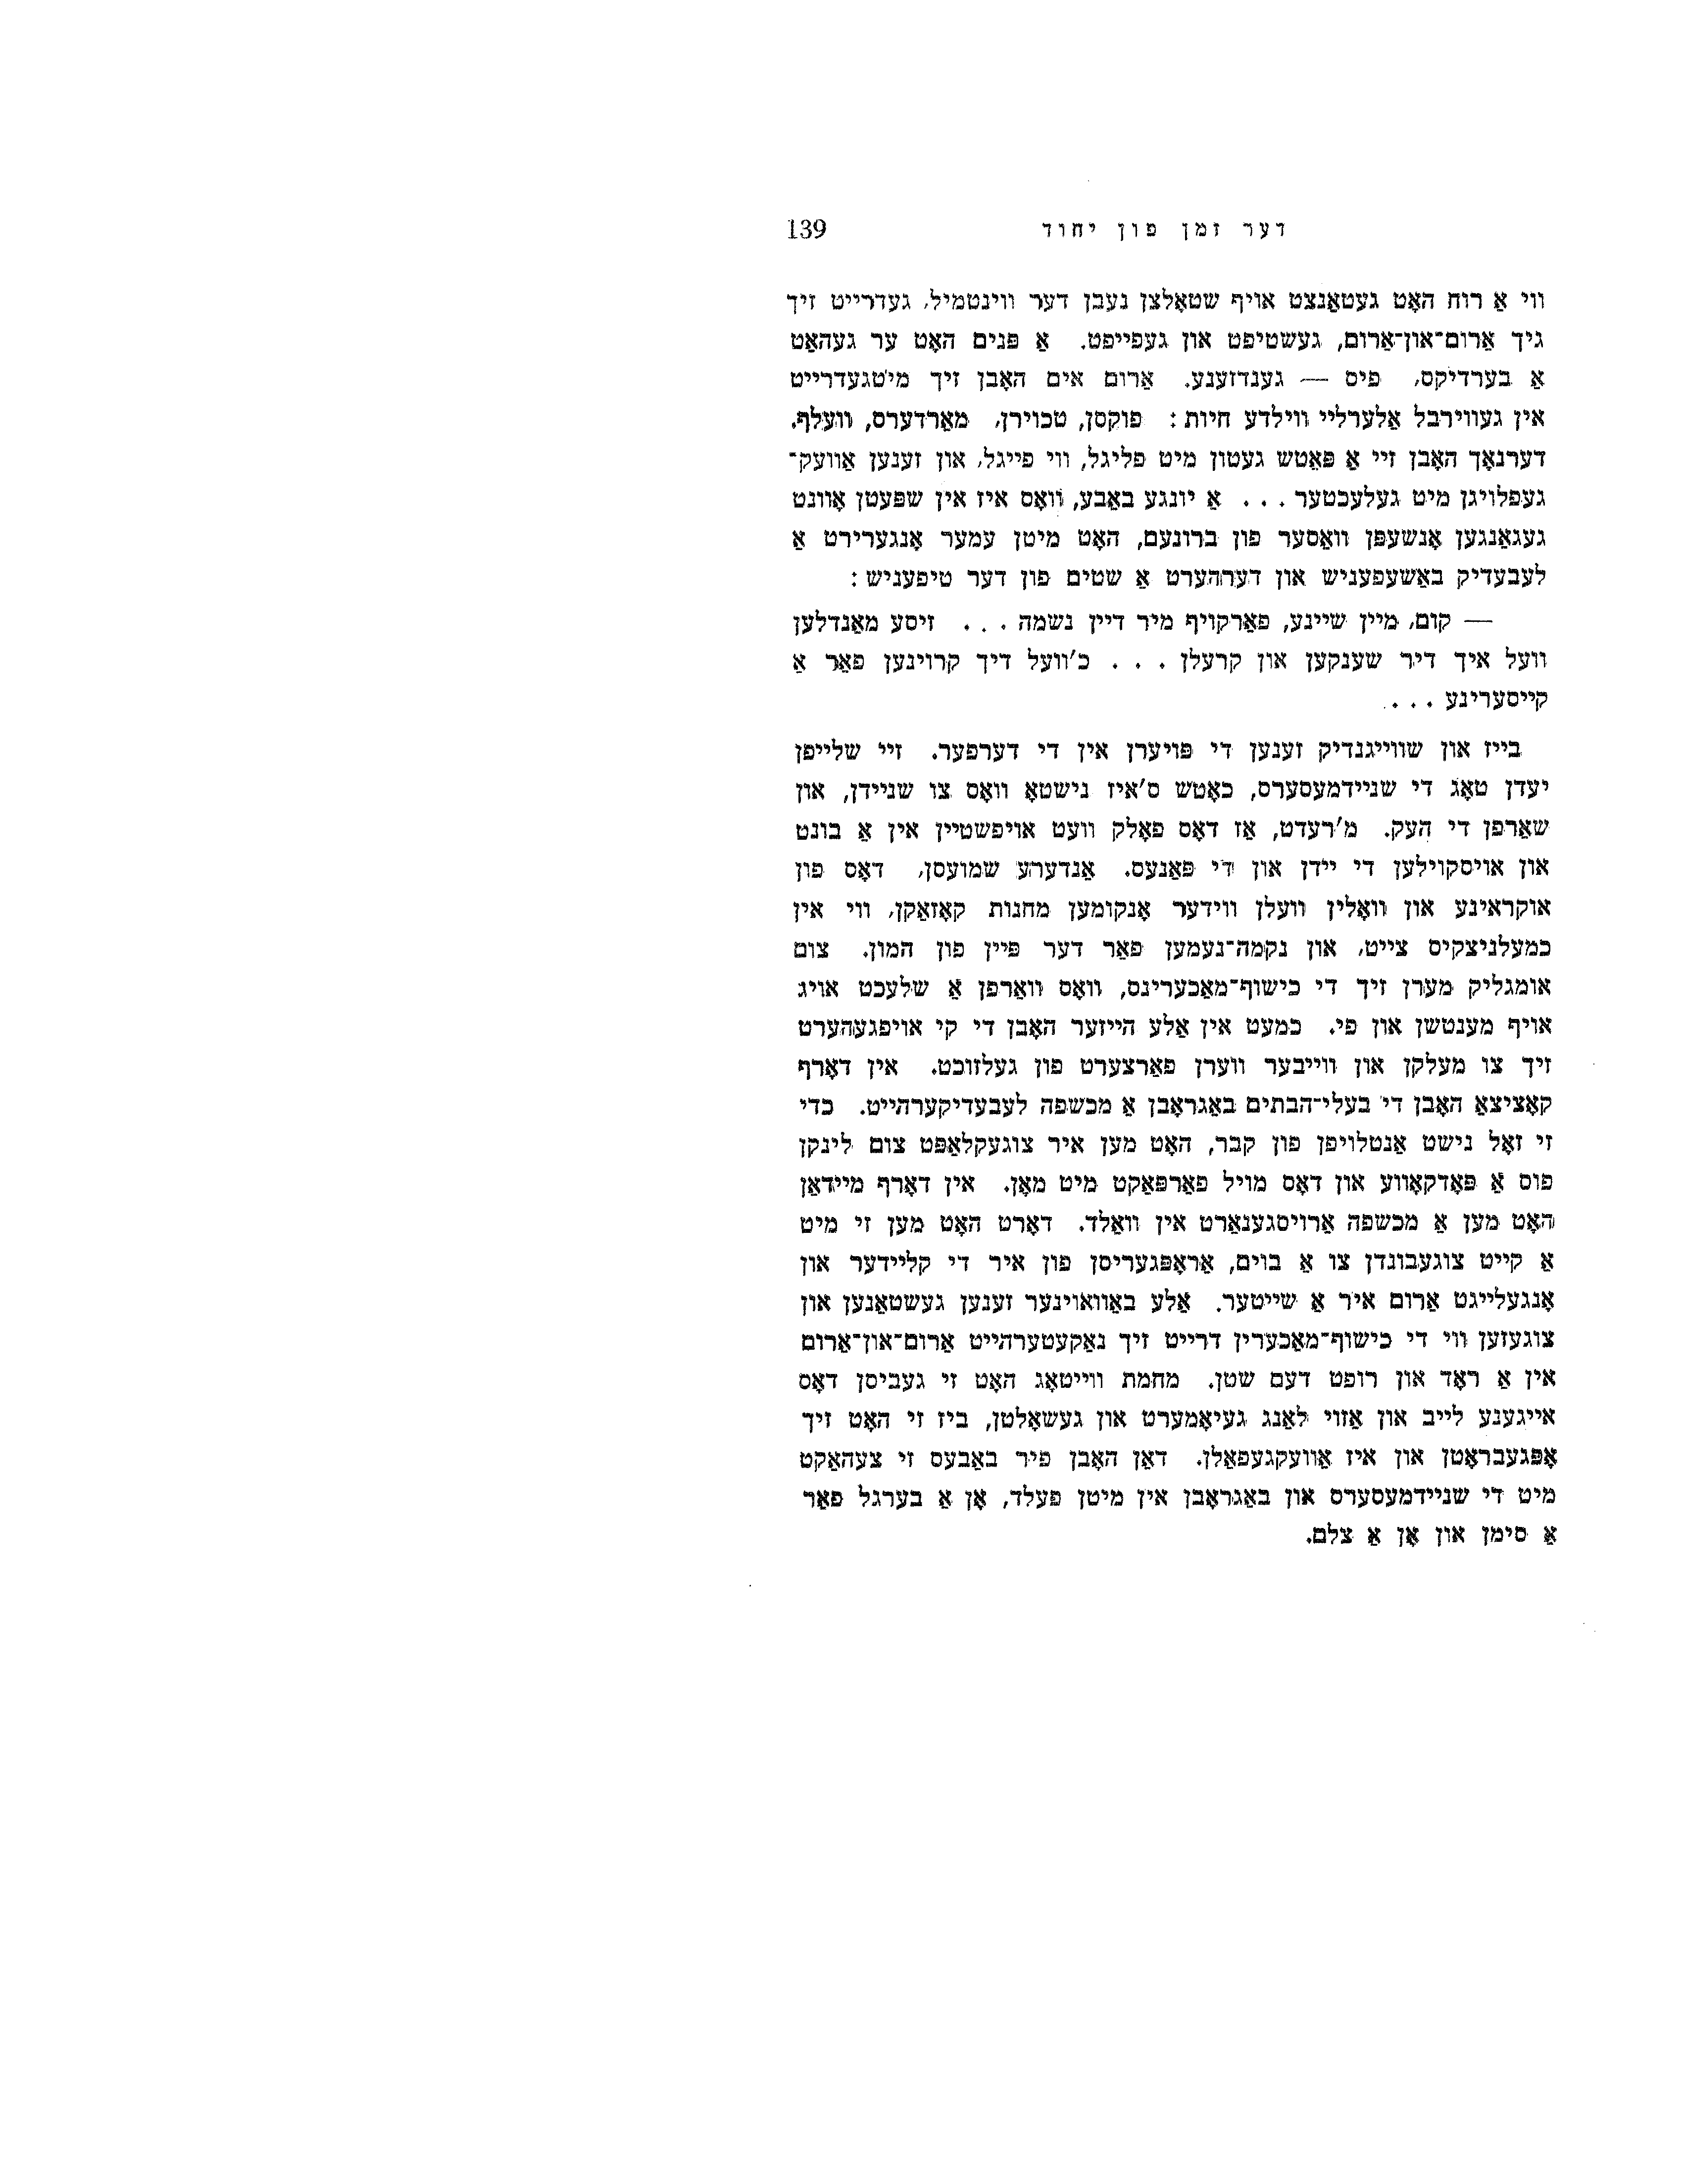 דער זמן פון יחוד 139
ווי אַ רוח האָט געטאַנצט אויף שטאָלצן נעבן דער ווינטמיל, געדרייט זיך
גיך אַרום־און־אַרום, געשטיפט און געפייפט. אַ פּנים האָט ער געהאַט
אַ בערדיקס, פיס — גענדזענע. אַרום אים האָבן זיך מיטגעדרייט
אין געווירבל אַלערליי ווילדע חיות: פוקסן, טכוירן, מאַרדערס, וועלף.
דערנאָך האָבן זיי אַ פּאַטש געטון מיט פליגל, ווי פייגל, און זענען אַוועק־
געפלויגן מיט געלעכטער... אַ יונגע באָבע, וואָס איז אין שפּעטן אָוונט
געגאַנגען אָנשעפּן וואַסער פון ברונעם, האָט מיטן עמער אָנגערירט אַ
לעבעדיק באַשעפעניש און דערהערט אַ שטים פון דער טיפעניש:
— קום, מיין שיינע, פאַרקויף מיר דיין נשמה... זיסע מאַנדלען
וועל איך דיר שענקען און קרעלן... כ'וועל דיך קרוינען פאַר אַ
קייסערינע...
בייז און שווייגנדיק זענען די פּויערן אין די דערפער. זיי שלייפן
יעדן טאָג די שניידמעסערס, כאָטש ס'איז נישטאָ וואָס צו שניידן, און
שאַרפן די העק. מ'רעדט, אַז דאָס פאָלק וועט אויפשטיין אין אַ בונט
און אויסקוילען די יידן און די פּאַנעס. אַנדערע שמועסן, דאָס פון
אוקראינע און וואָלין וועלן ווידער אָנקומען מחנות קאָזאַקן, ווי אין
כמעלניצקיס צייט, און נקמה־נעמען פאַר דער פּיין פון המון. צום
אומגליק מערן זיך די כישוף־מאַכערינס, וואָס וואַרפן אַ שלעכט אויג
אויף מענטשן און פי. כמעט אין אַלע הייזער האָבן די קי אויפגעהערט
זיך צו מעלקן און ווייבער ווערן פאַרצערט פון געלזוכט. אין דאָרף
קאָציצאַ האָבן די בעלי־הבתים באַגראָבן אַ מכשפה לעבעדיקערהייט. כדי
זי זאָל נישט אַנטלויפן פון קבר, האָט מען איר צוגעקלאַפּט צום לינקן
פוס אַ פּאָדקאָווע און דאָס מויל פאַרפּאַקט מיט מאָן. אין דאָרף מיידאַן
האָט מען אַ מכשפה אַרויסגענאַרט אין וואַלד. דאָרט האָט מען זי מיט
אַ קייט צוגעבונדן צו אַ בוים, אַראָפּגעריסן פון איר די קליידער און
אָנגעלייגט אַרום איר אַ שייטער. אַלע באַוואוינער זענען געשטאַנען און
צוגעזען ווי די כישוף־מאַכערין דרייט זיך נאַקעטערהייט אַרום־און־אַרום
אין אַ ראָד און רופט דעם שטן. מחמת ווייטאָג האָט זי געביסן דאָס
אייגענע לייב און אַזוי לאַנג געיאָמערט און געשאָלטן, ביז זי האָט זיך
אָפּגעבראָטן און איז אַוועקגעפאַלן. דאַן האָבן פיר באָבעס זי צעהאַקט
מיט די שניידמעסערס און באַגראָבן אין מיטן פעלד, אָן אַ בערגל פאַר
אַ סימן און אָן אַ צלם.